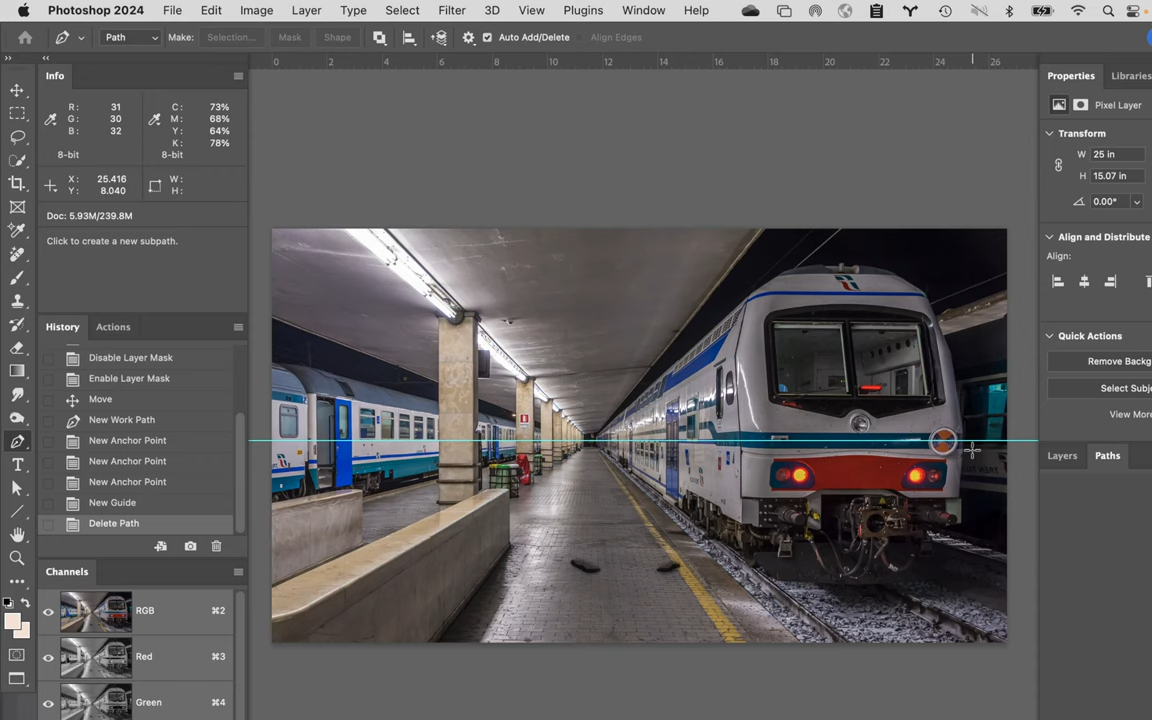 Photoshop 2024 File Edit Image Layer Type Select Filter 3D View Plugins Window Help
Path Make: Selection... Mask Shape Auto Add/Delete Align Edges
0 2 4 6 8 10 12 14 16 18 20 22 24 26
Info
R: 31
G: 30
B: 32
8-bit
C: 73%
M: 68%
Y: 64%
K: 78%
8-bit
X: 25.416
Y: 8.040
W:
H:
Doc: 5.93M/239.8M
Click to create a new subpath.
History Actions
Disable Layer Mask
Enable Layer Mask
Move
New Work Path
New Anchor Point
New Anchor Point
New Anchor Point
New Guide
Delete Path
Channels
RGB ⌘2
Red ⌘3
Green ⌘4
Properties Libraries
Pixel Layer
Transform
W 25 in
H 15.07 in
0.00°
Align and Distribute
Align:
Quick Actions
Remove Backg
Select Subje
View More
Layers Paths